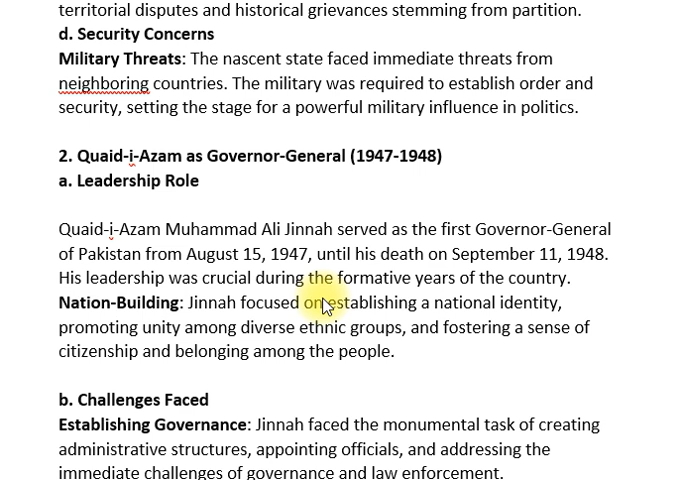 territorial disputes and historical grievances stemming from partition.
d. Security Concerns
Military Threats: The nascent state faced immediate threats from
neighboring countries. The military was required to establish order and
security, setting the stage for a powerful military influence in politics.
2. Quaid-i-Azam as Governor-General (1947-1948)
a. Leadership Role
Quaid-i-Azam Muhammad Ali Jinnah served as the first Governor-General
of Pakistan from August 15, 1947, until his death on September 11, 1948.
His leadership was crucial during the formative years of the country.
Nation-Building: Jinnah focused on establishing a national identity,
promoting unity among diverse ethnic groups, and fostering a sense of
citizenship and belonging among the people.
b. Challenges Faced
Establishing Governance: Jinnah faced the monumental task of creating
administrative structures, appointing officials, and addressing the
immediate challenges of governance and law enforcement.